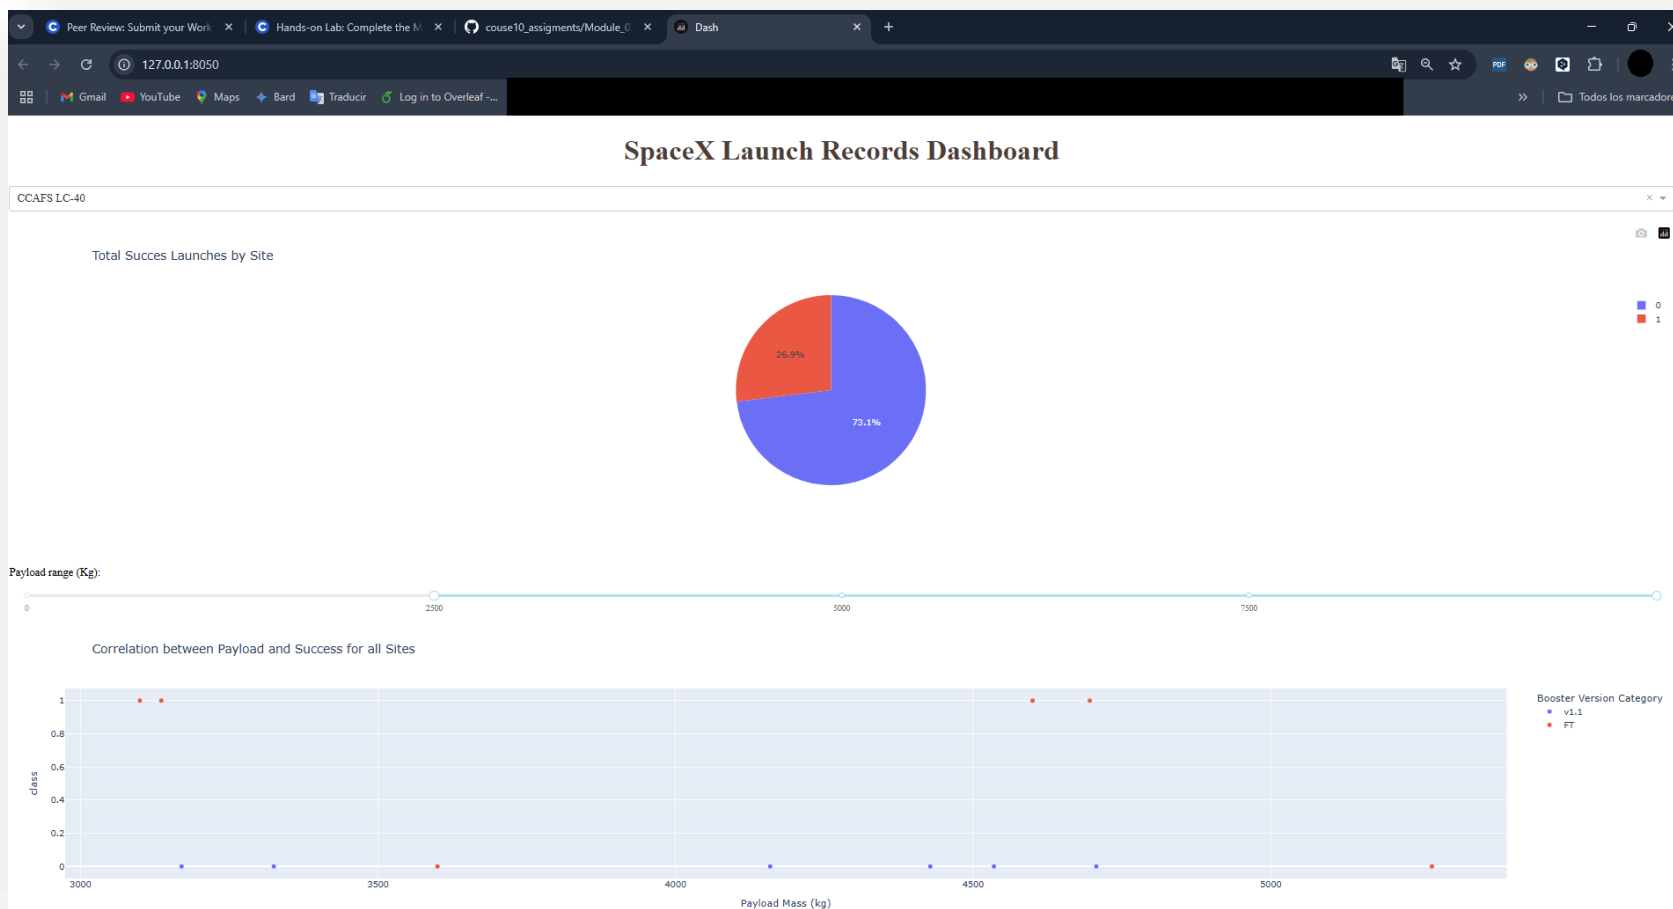 Peer Review: Submit your Work
Hands-on Lab: Complete the M
couse10_assigments/Module_0
Dash
127.0.0.1:8050
PDF
Gmail
YouTube
Maps
Bard
Traducir
Log in to Overleaf -...
Todos los marcadore
SpaceX Launch Records Dashboard
CCAFS LC-40
Total Succes Launches by Site
0
1
26.9%
73.1%
Payload range (Kg):
0 2500 5000 7500
Correlation between Payload and Success for all Sites
Booster Version Category
v1.1
FT
1
0.8
0.6
0.4
0.2
0
class
3000 3500 4000 4500 5000
Payload Mass (kg)